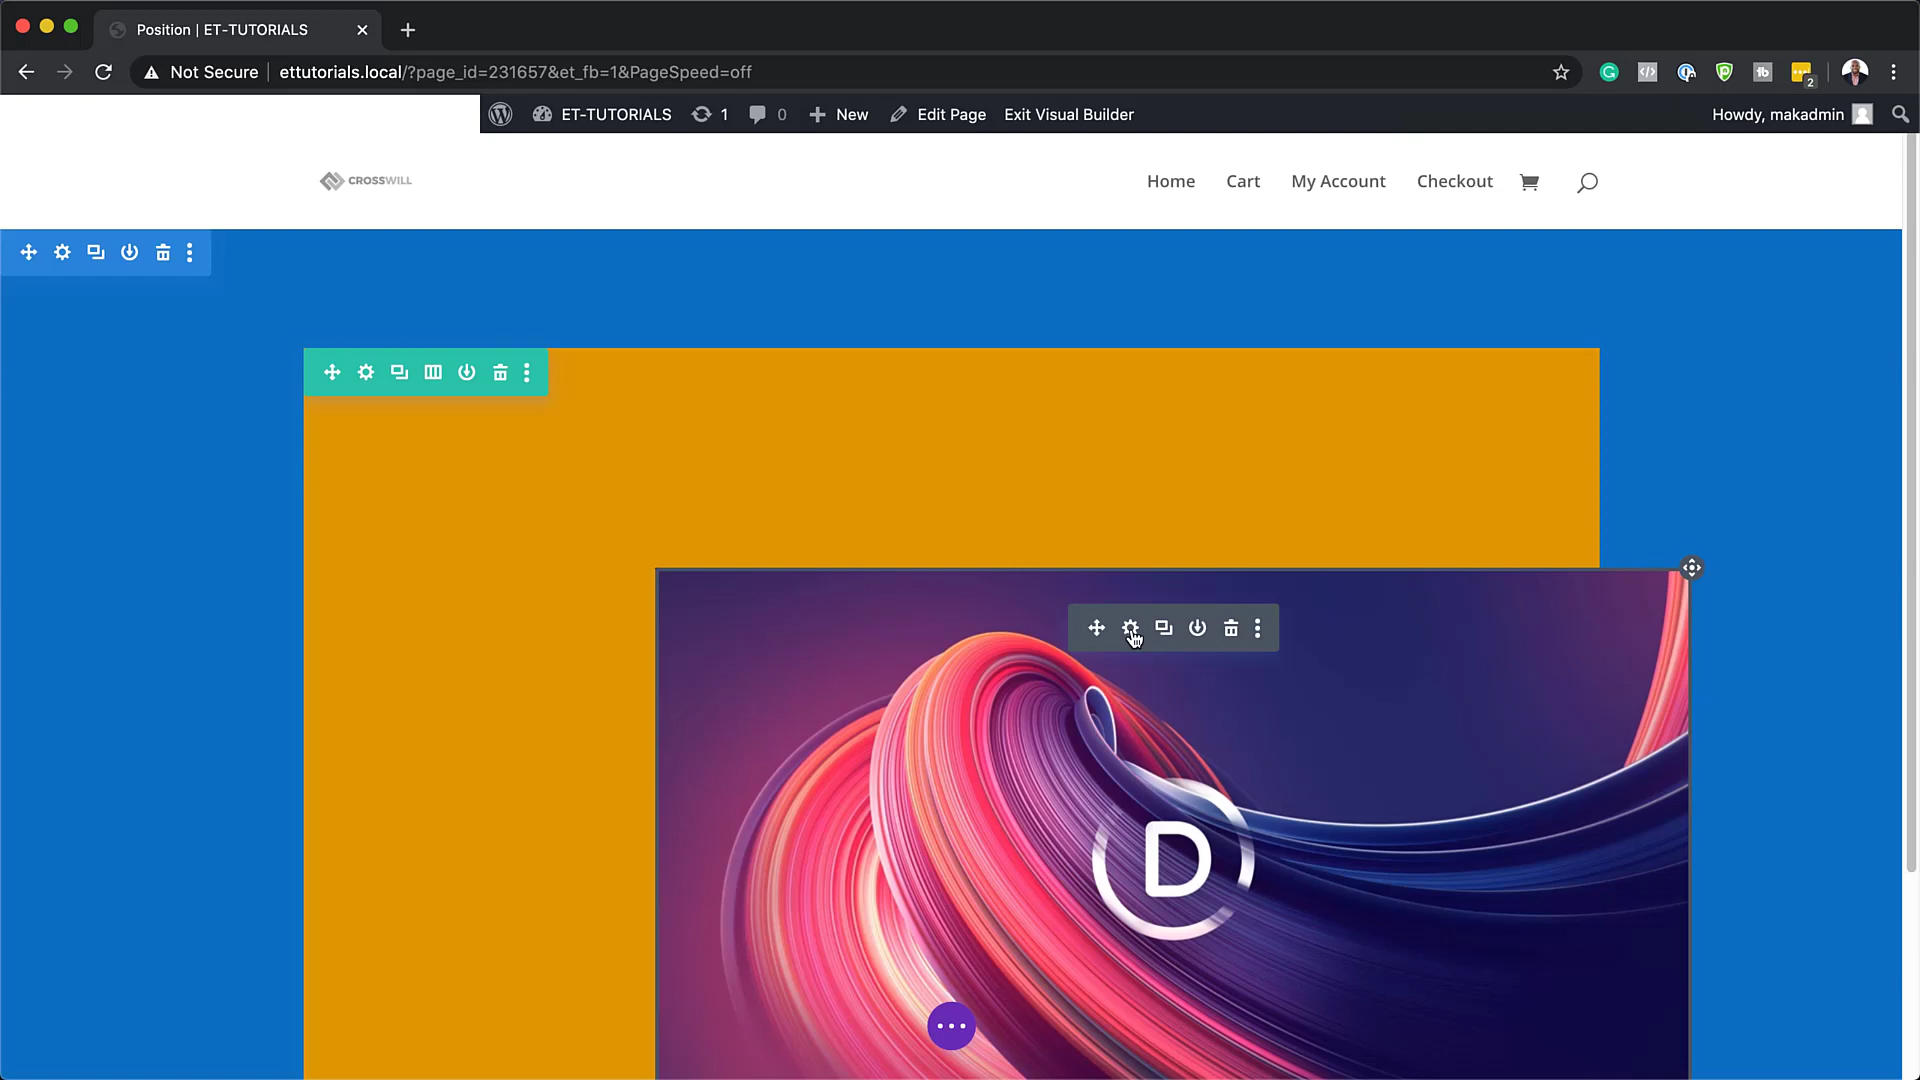 Position | ET-TUTORIALS
Not Secure | ettutorials.local/?page_id=231657&et_fb=1&PageSpeed=off
2
ET-TUTORIALS 1 0 New Edit Page Exit Visual Builder Howdy, makadmin
CROSSWILL Home Cart My Account Checkout
D